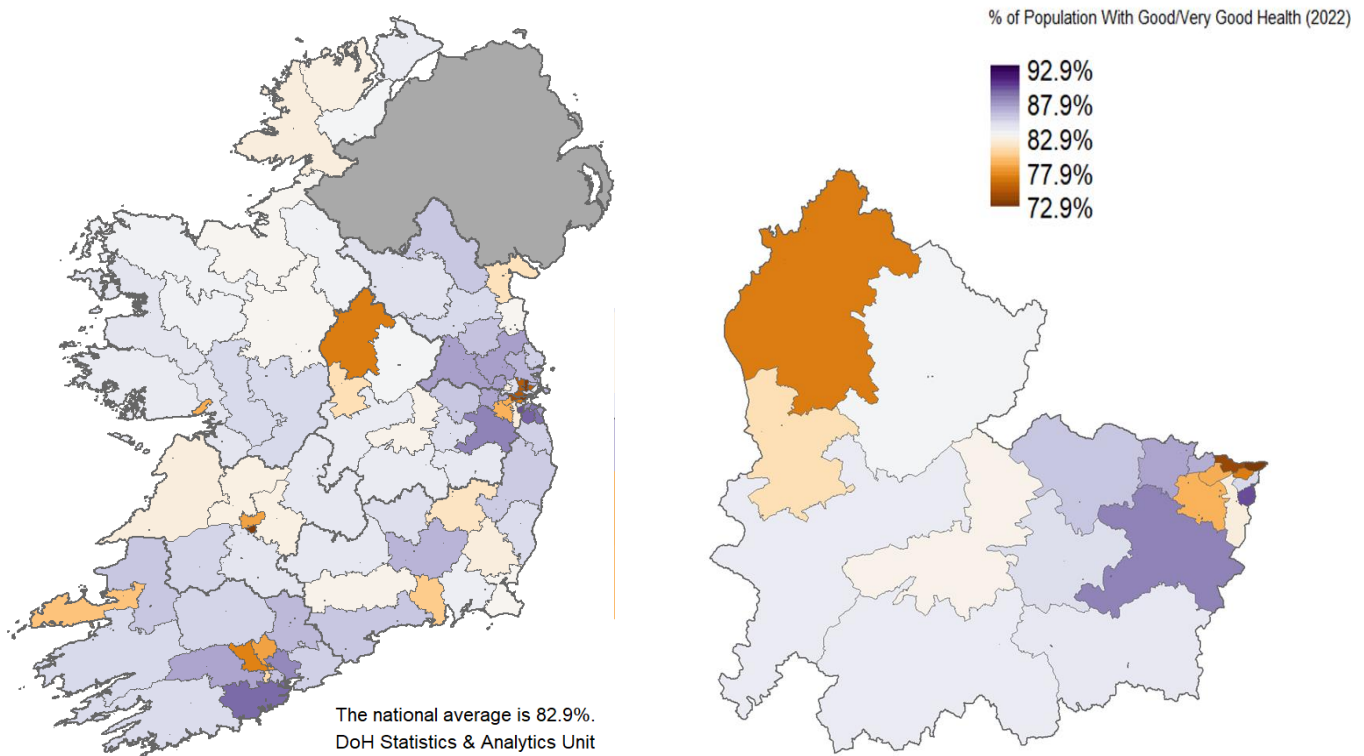 % of Population With Good/Very Good Health (2022)
92.9%
87.9%
82.9%
77.9%
72.9%
The national average is 82.9%.
DoH Statistics & Analytics Unit